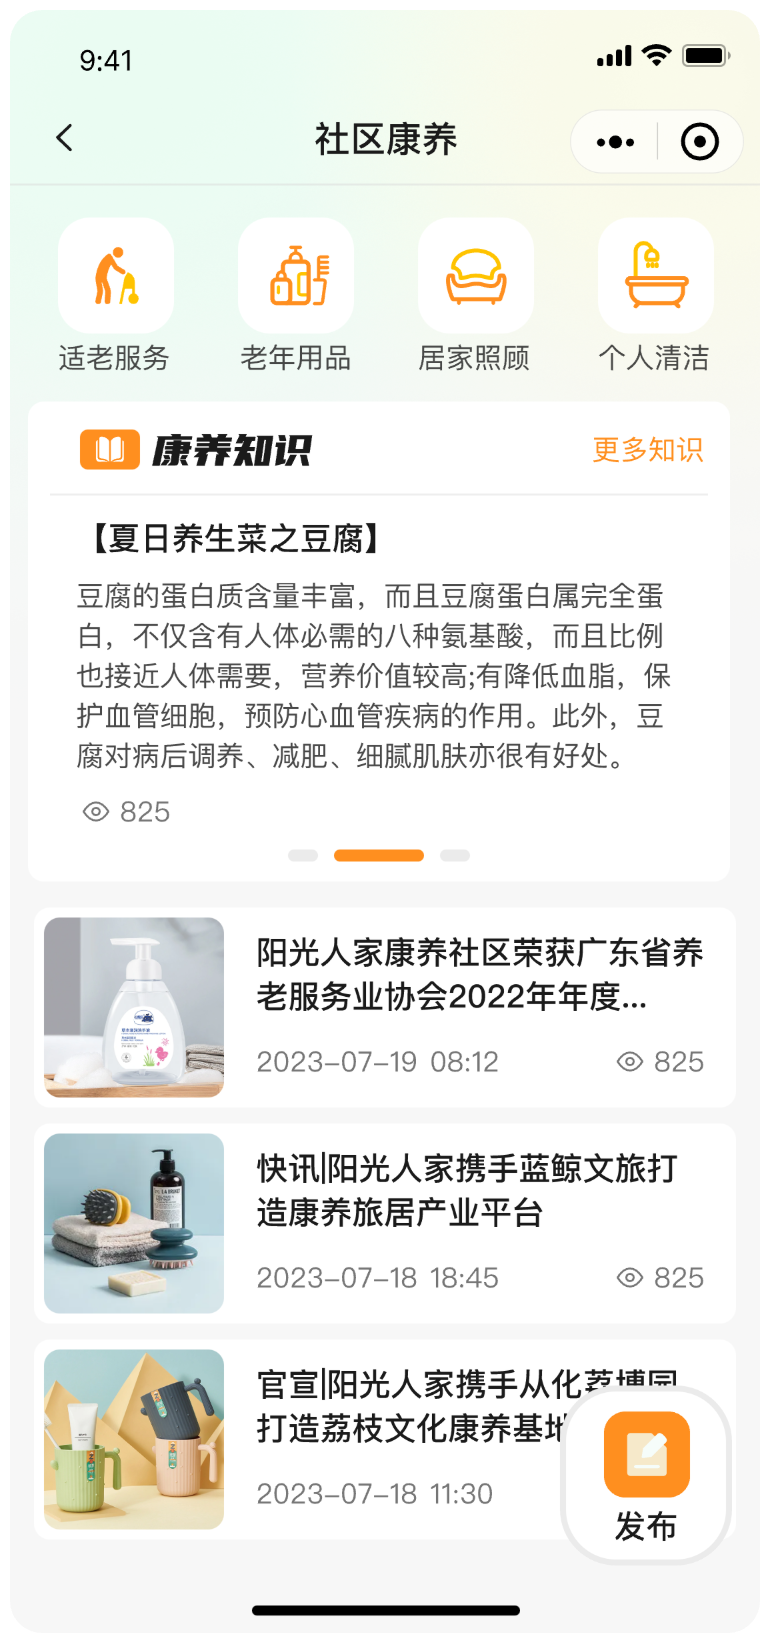 9:41
社区康养
适老服务 老年用品 居家照顾 个人清洁
康养知识 更多知识
【夏日养生菜之豆腐】
豆腐的蛋白质含量丰富，而且豆腐蛋白属完全蛋
白，不仅含有人体必需的八种氨基酸，而且比例
也接近人体需要，营养价值较高;有降低血脂，保
护血管细胞，预防心血管疾病的作用。此外，豆
腐对病后调养、减肥、细腻肌肤亦很有好处。
825
阳光人家康养社区荣获广东省养
老服务业协会2022年年度...
2023-07-19 08:12 825
快讯|阳光人家携手蓝鲸文旅打
造康养旅居产业平台
2023-07-18 18:45 825
官宣|阳光人家携手从化荔博园
打造荔枝文化康养基地
2023-07-18 11:30
发布